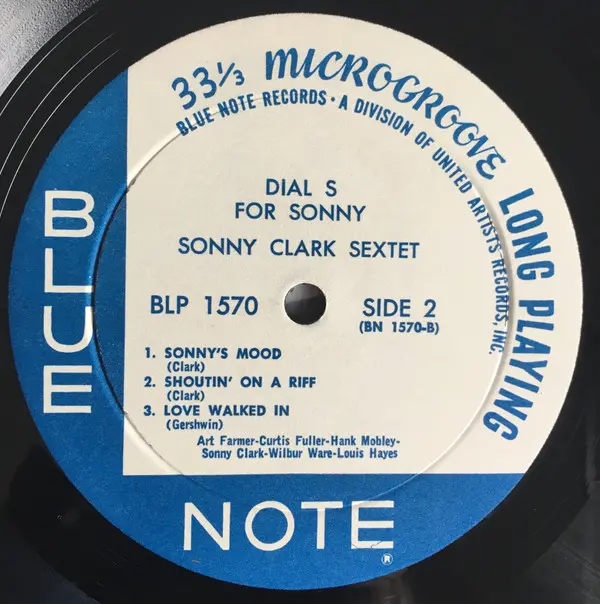 33⅓ MICROGROOVE LONG PLAYING
BLUE NOTE RECORDS • A DIVISION OF UNITED ARTISTS RECORDS, INC.
DIAL S
FOR SONNY
SONNY CLARK SEXTET
BLP 1570
SIDE 2
(BN 1570-B)
1. SONNY'S MOOD
(Clark)
2. SHOUTIN' ON A RIFF
(Clark)
3. LOVE WALKED IN
(Gershwin)
Art Farmer-Curtis Fuller-Hank Mobley-
Sonny Clark-Wilbur Ware-Louis Hayes
BLUE
NOTE
®